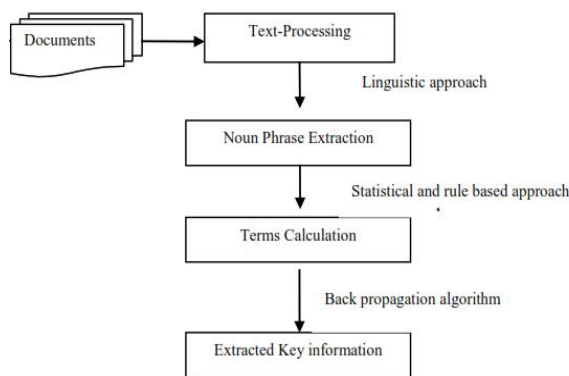 Documents
Text-Processing
Linguistic approach
Noun Phrase Extraction
Statistical and rule based approach
Terms Calculation
Back propagation algorithm
Extracted Key information